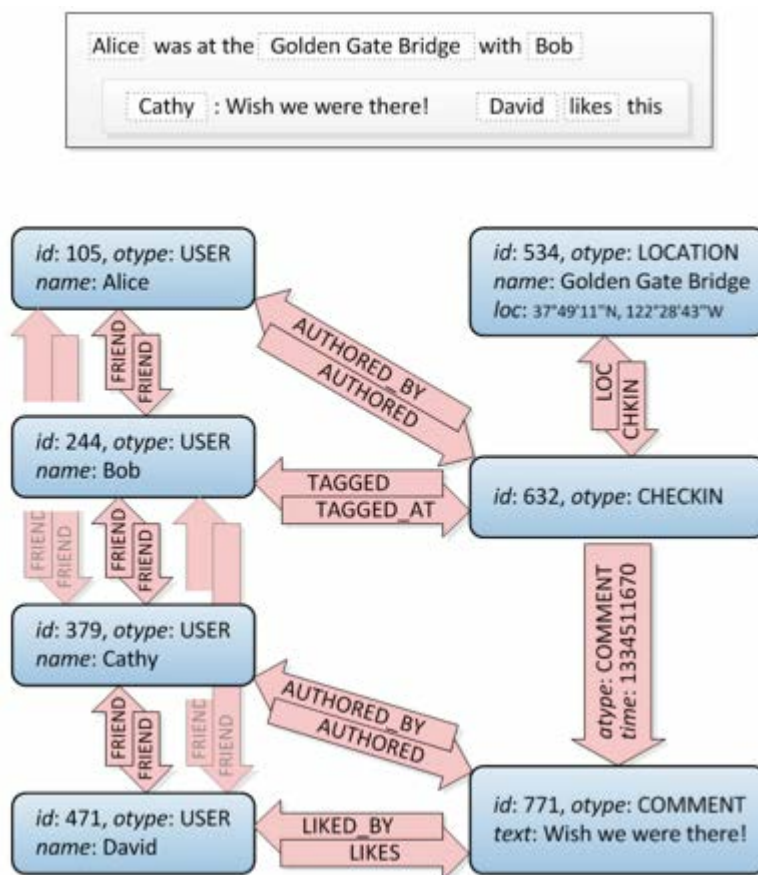 Alice was at the Golden Gate Bridge with Bob
Cathy : Wish we were there! David likes this
id: 105, otype: USER
name: Alice
id: 534, otype: LOCATION
name: Golden Gate Bridge
loc: 37°49'11"N, 122°28'43"W
FRIEND
FRIEND
AUTHORED_BY
AUTHORED
LOC
CHKIN
id: 244, otype: USER
name: Bob
TAGGED
TAGGED_AT
id: 632, otype: CHECKIN
FRIEND
FRIEND
FRIEND
FRIEND
atype: COMMENT
time: 1334511670
id: 379, otype: USER
name: Cathy
AUTHORED_BY
AUTHORED
FRIEND
FRIEND
FRIEND
FRIEND
id: 471, otype: USER
name: David
LIKED_BY
LIKES
id: 771, otype: COMMENT
text: Wish we were there!